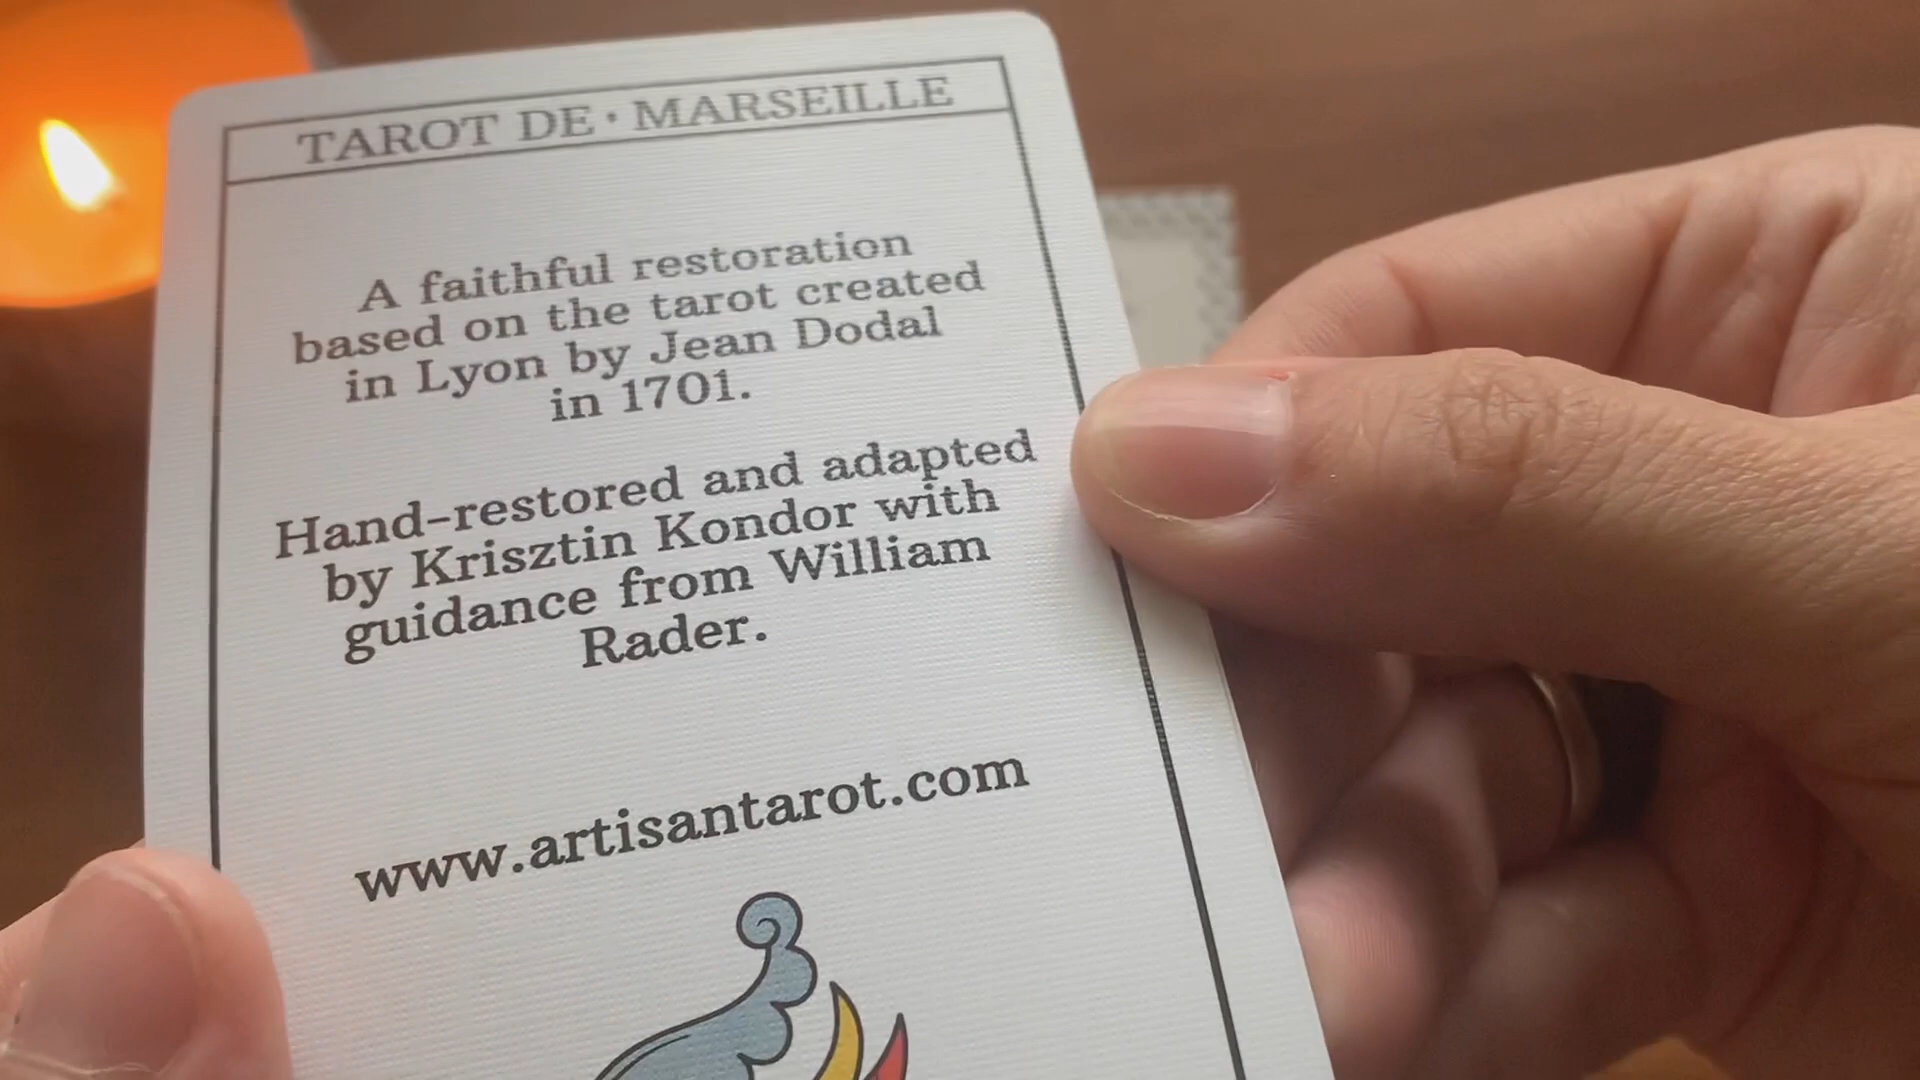 TAROT DE • MARSEILLE
A faithful restoration
based on the tarot created
in Lyon by Jean Dodal
in 1701.
Hand-restored and adapted
by Krisztin Kondor with
guidance from William
Rader.
www.artisantarot.com